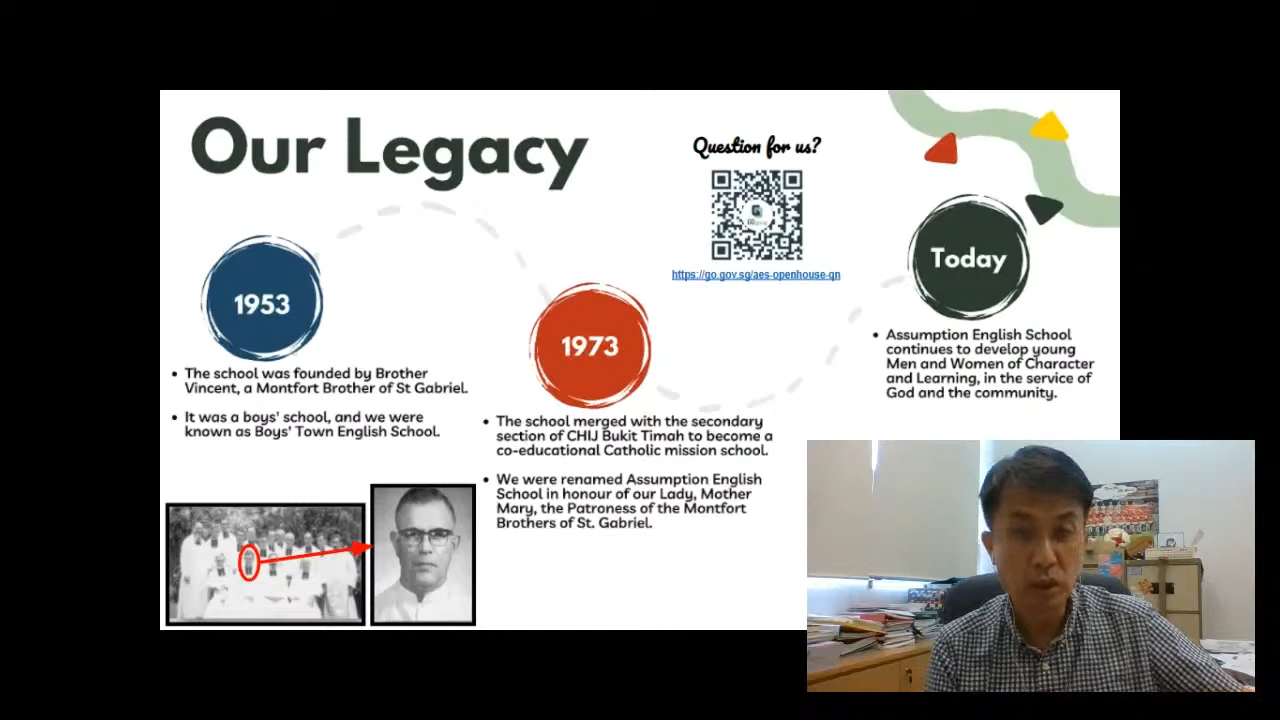 Our Legacy
Question for us?
https://go.gov.sg/aes-openhouse-qn
1953
• The school was founded by Brother
Vincent, a Montfort Brother of St Gabriel.
• It was a boys' school, and we were
known as Boys' Town English School.
1973
• The school merged with the secondary
section of CHIJ Bukit Timah to become a
co-educational Catholic mission school.
• We were renamed Assumption English
School in honour of our Lady, Mother
Mary, the Patroness of the Montfort
Brothers of St. Gabriel.
Today
• Assumption English School
continues to develop young
Men and Women of Character
and Learning, in the service of
God and the community.